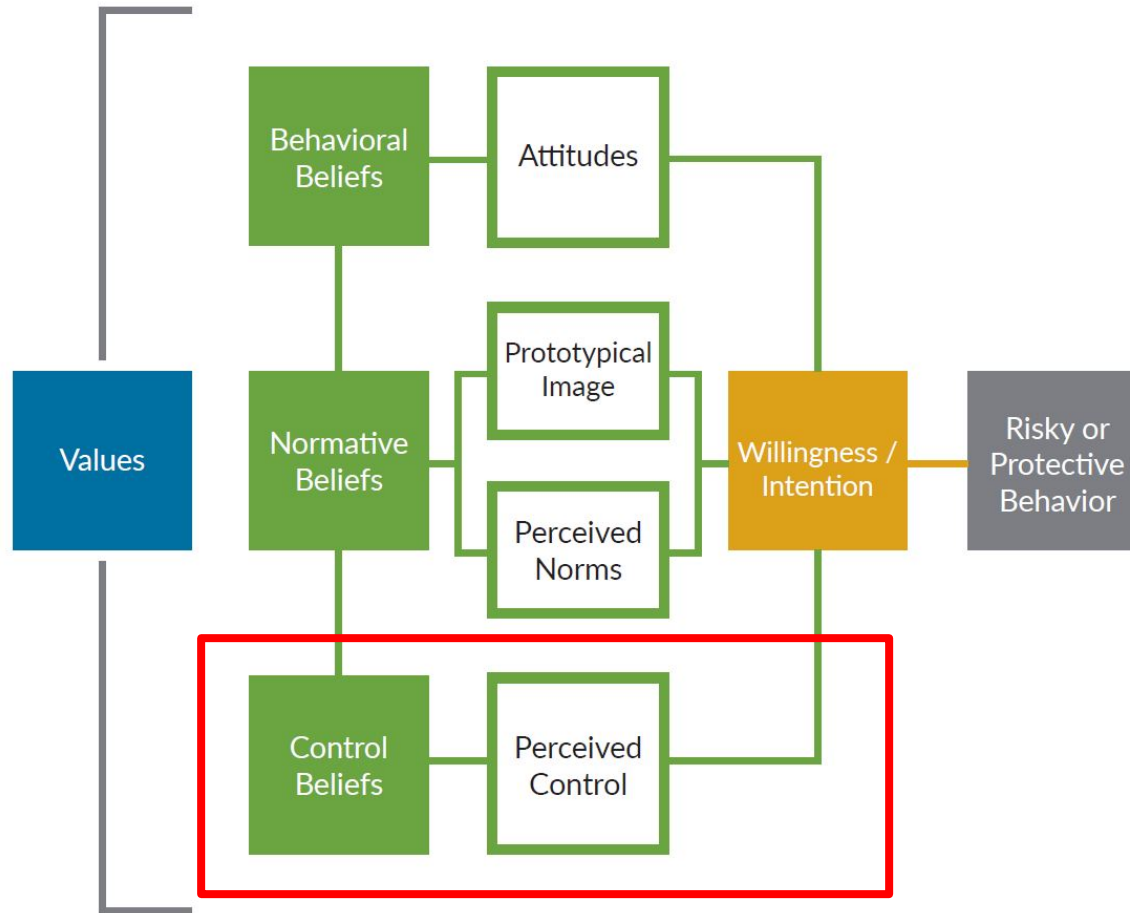 Behavioral
Beliefs
Attitudes
Prototypical
Image
Values
Normative
Beliefs
Willingness /
Intention
Risky or
Protective
Behavior
Perceived
Norms
Control
Beliefs
Perceived
Control